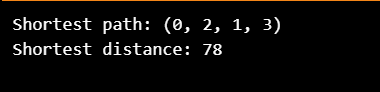 Shortest path: (0, 2, 1, 3)
Shortest distance: 78